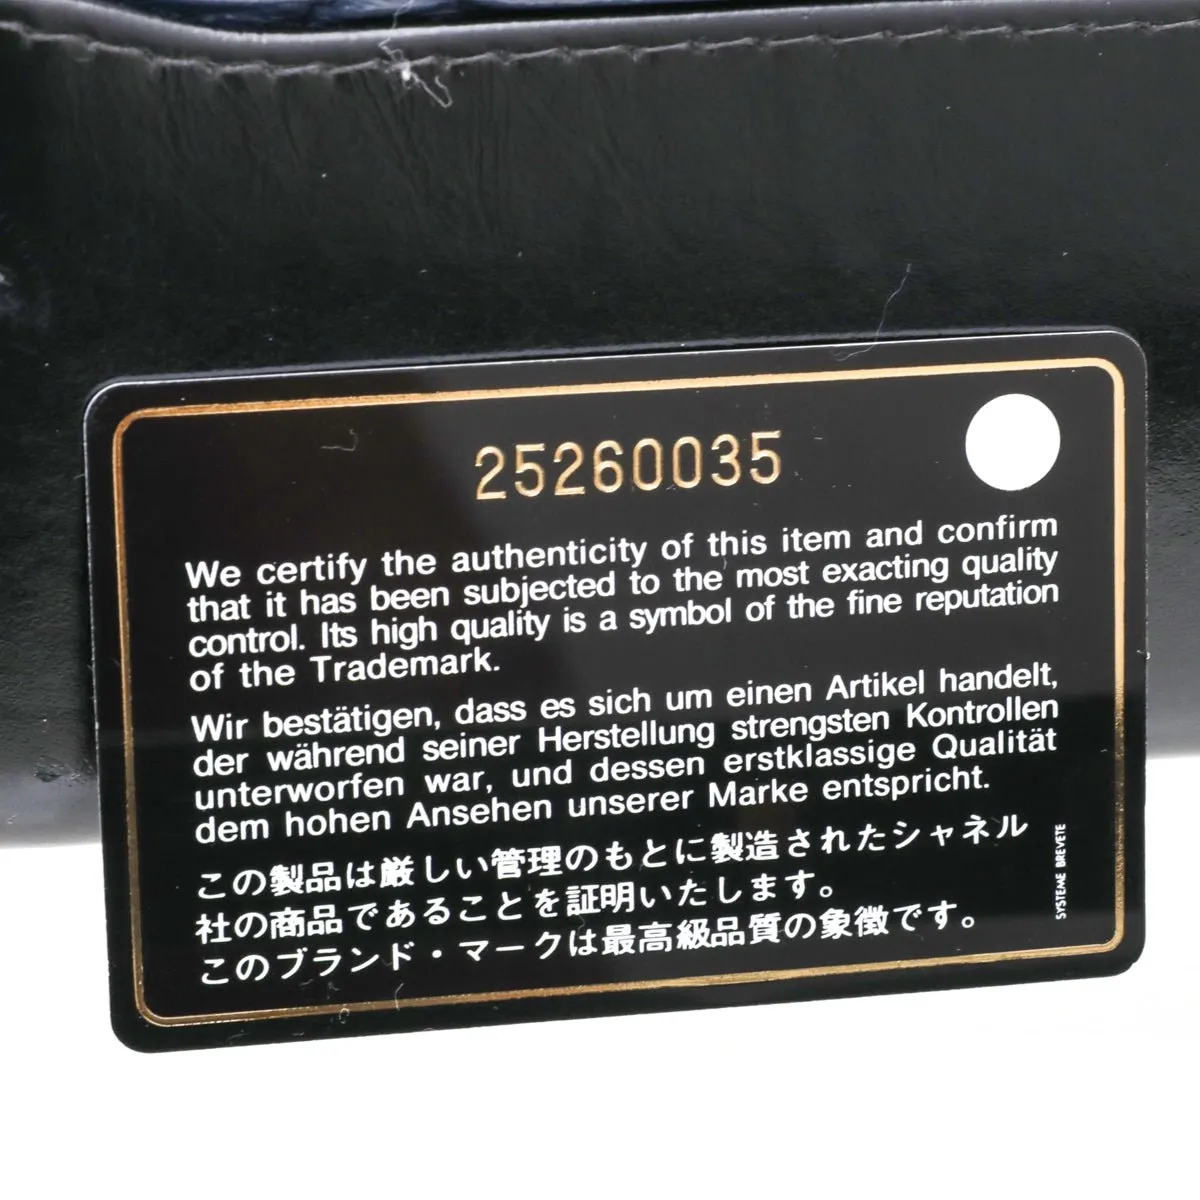 25260035
We certify the authenticity of this item and confirm
that it has been subjected to the most exacting quality
control. Its high quality is a symbol of the fine reputation
of the Trademark.
Wir bestätigen, dass es sich um einen Artikel handelt,
der während seiner Herstellung strengsten Kontrollen
unterworfen war, und dessen erstklassige Qualität
dem hohen Ansehen unserer Marke entspricht.
この製品は厳しい管理のもとに製造されたシャネル
社の商品であることを証明いたします。
このブランド・マークは最高級品質の象徴です。
SYSTEME BREVETE